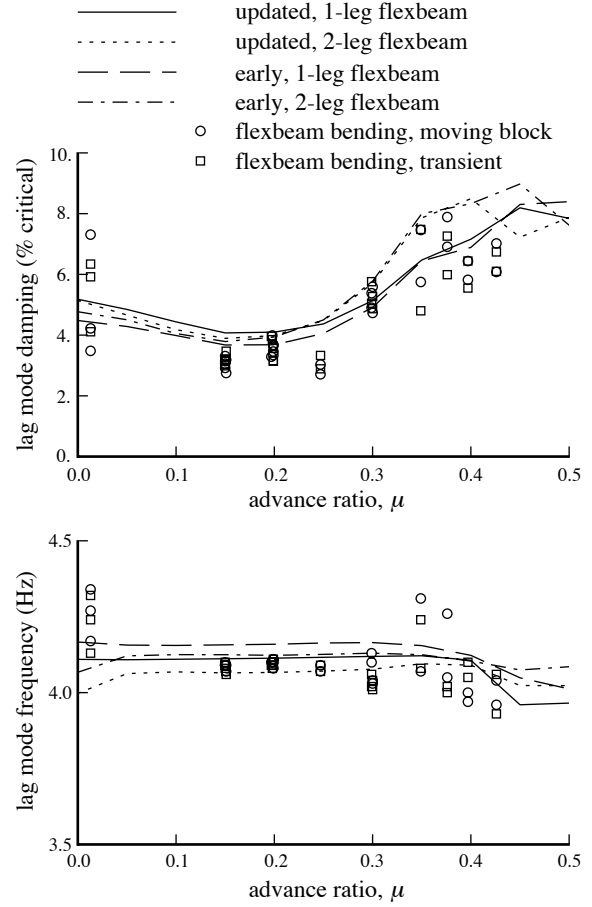 updated, 1-leg flexbeam
updated, 2-leg flexbeam
early, 1-leg flexbeam
early, 2-leg flexbeam
flexbeam bending, moving block
flexbeam bending, transient
lag mode damping (% critical)
10.
8.
6.
4.
2.
0.
0.0 0.1 0.2 0.3 0.4 0.5
advance ratio, μ
lag mode frequency (Hz)
4.5
4.0
3.5
0.0 0.1 0.2 0.3 0.4 0.5
advance ratio, μ